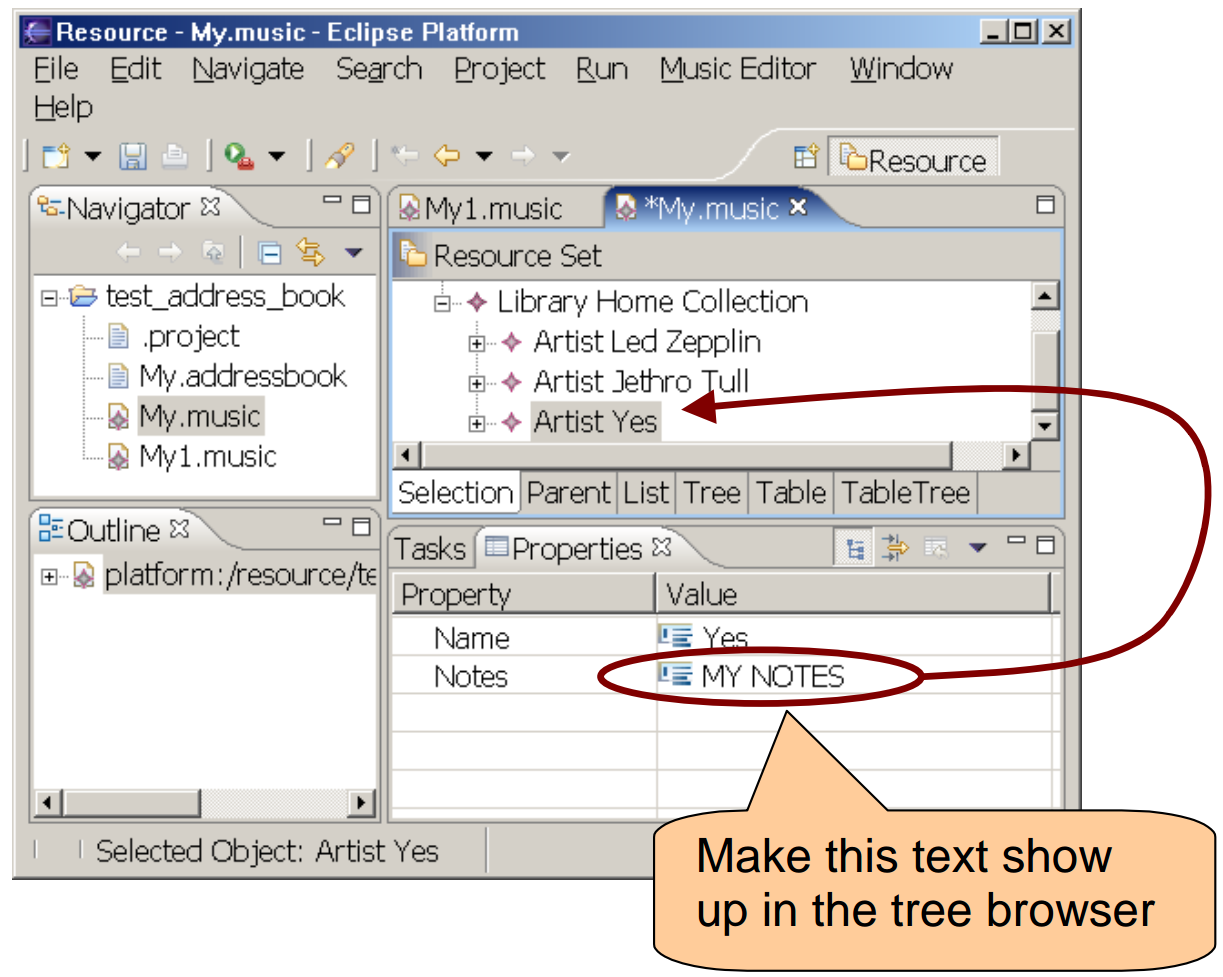 Resource - My.music - Eclipse Platform
File Edit Navigate Search Project Run Music Editor Window
Help
Resource
Navigator
test_address_book
.project
My.addressbook
My.music
My1.music
My1.music *My.music
Resource Set
Library Home Collection
Artist Led Zepplin
Artist Jethro Tull
Artist Yes
Selection Parent List Tree Table TableTree
Outline
platform:/resource/te
Tasks Properties
Property Value
Name Yes
Notes MY NOTES
Selected Object: Artist Yes
Make this text show
up in the tree browser